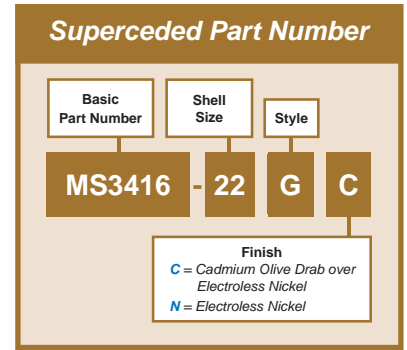 Superceded Part Number
Basic
Part Number
Shell
Size
Style
MS3416 - 22 G C
Finish
C = Cadmium Olive Drab over
Electroless Nickel
N = Electroless Nickel